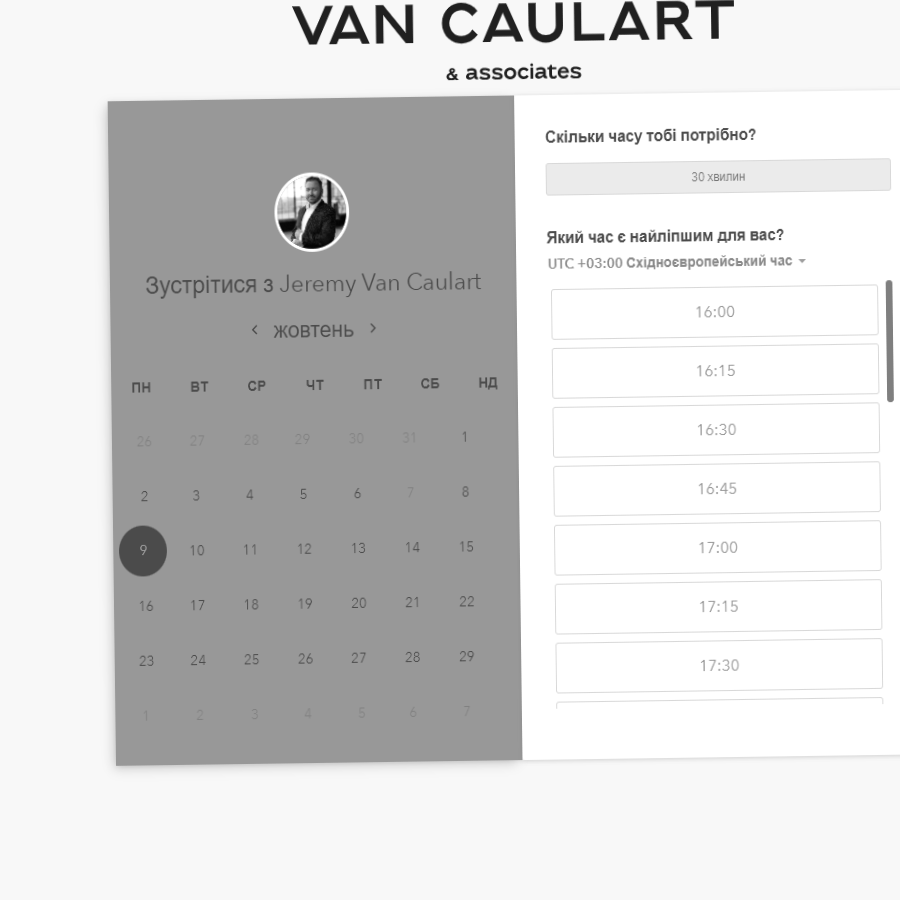 VAN CAULART
& associates
Зустрітися з Jeremy Van Caulart
жовтень
ПН ВТ СР ЧТ ПТ СБ НД
26 27 28 29 30 31 1
2 3 4 5 6 7 8
9 10 11 12 13 14 15
16 17 18 19 20 21 22
23 24 25 26 27 28 29
1 2 3 4 5 6 7
Скільки часу тобі потрібно?
30 хвилин
Який час є найліпшим для вас?
UTC +03:00 Східноєвропейський час
16:00
16:15
16:30
16:45
17:00
17:15
17:30